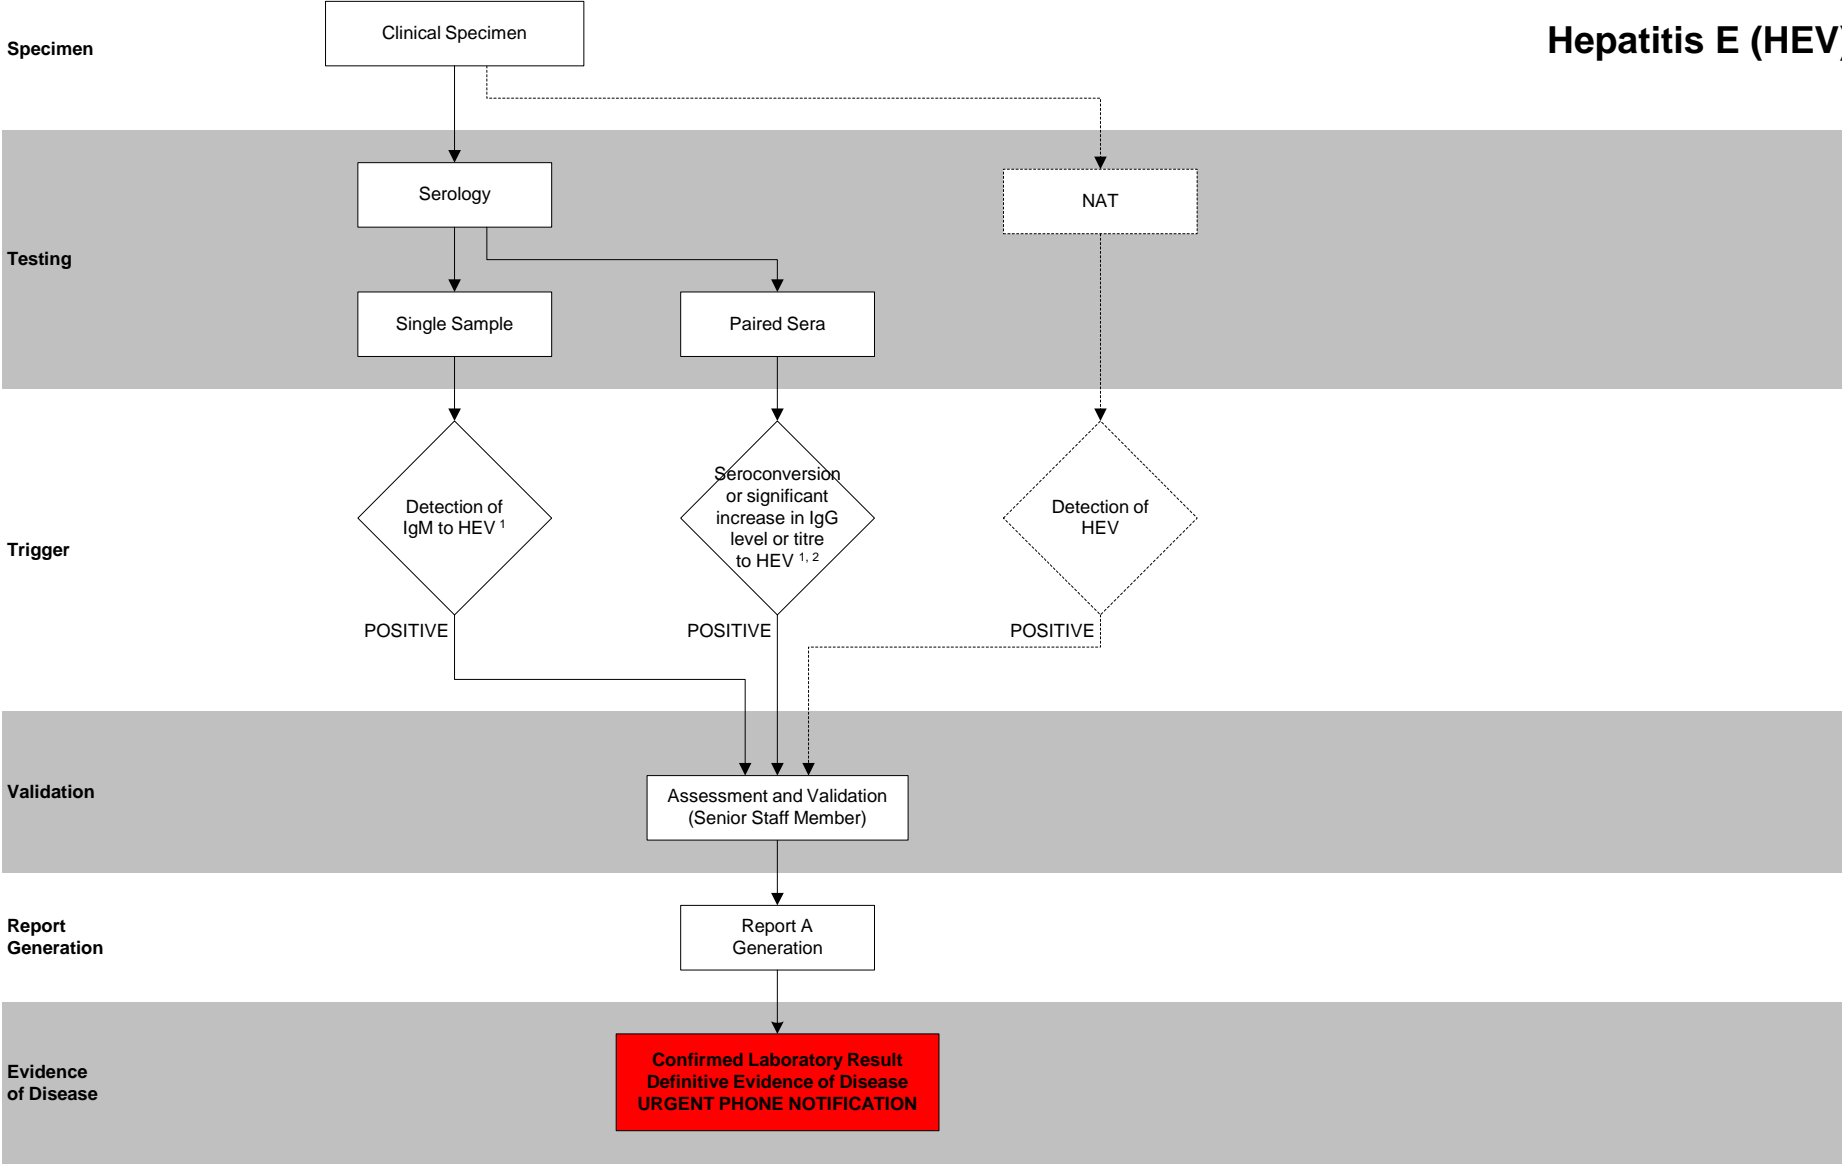 Hepatitis E (HEV)
Specimen
Clinical Specimen
Testing
Serology
NAT
Single Sample
Paired Sera
Trigger
Detection of
IgM to HEV 1
Seroconversion
or significant
increase in IgG
level or titre
to HEV 1, 2
Detection of
HEV
POSITIVE
POSITIVE
POSITIVE
Validation
Assessment and Validation
(Senior Staff Member)
Report
Generation
Report A
Generation
Evidence
of Disease
Confirmed Laboratory Result
Definitive Evidence of Disease
URGENT PHONE NOTIFICATION